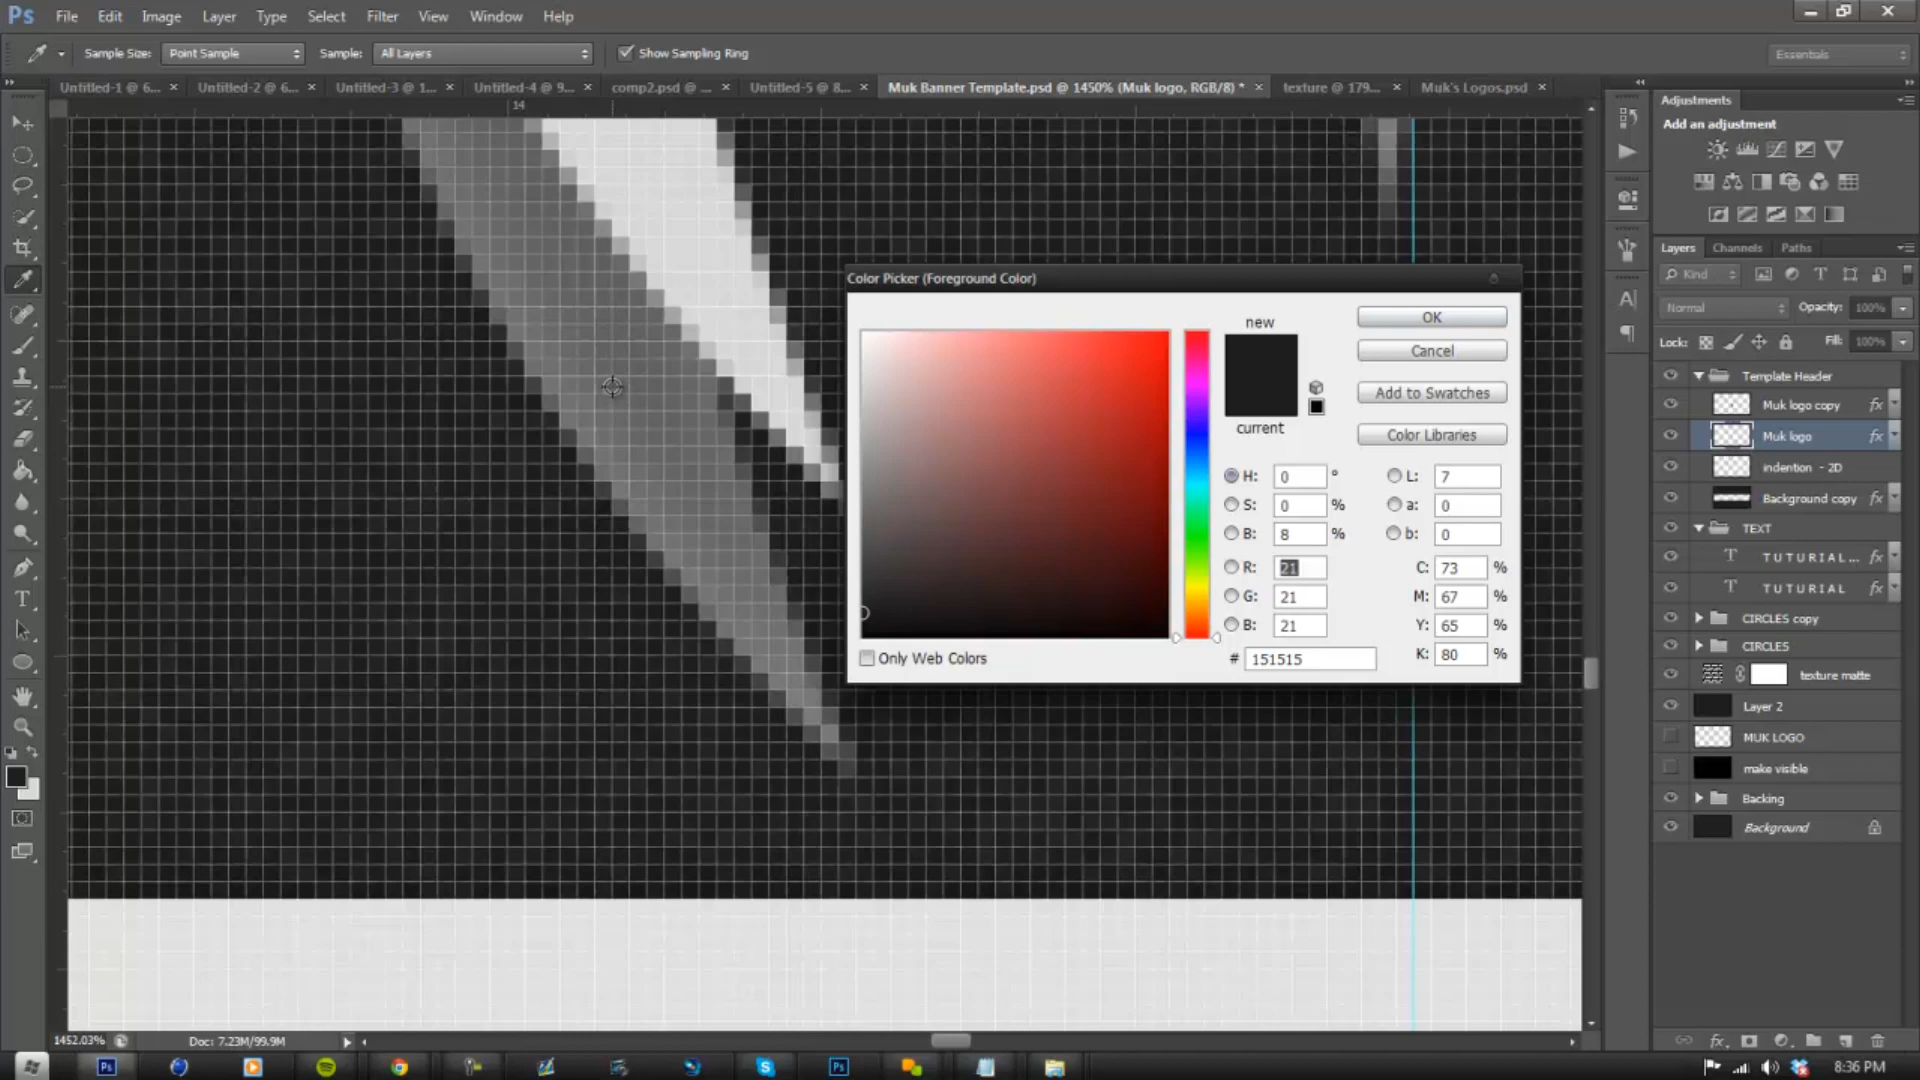 Ps File Edit Image Layer Type Select Filter View Window Help
Sample Size: Point Sample Sample: All Layers Show Sampling Ring Essentials
Untitled-1 @ 6... × Untitled-2 @ 6... × Untitled-3 @ 1... × Untitled-4 @ 9... × comp2.psd @ ... × Untitled-5 @ 8... × Muk Banner Template.psd @ 1450% (Muk logo, RGB/8) * × texture @ 179... × Muk's Logos.psd ×
14
Adjustments
Add an adjustment
Layers Channels Paths
Kind
Normal Opacity: 100%
Lock: Fill: 100%
Template Header
Muk logo copy fx
Muk logo fx
indention - 2D
Background copy fx
TEXT
T TUTURIAL... fx
T TUTURIAL fx
CIRCLES copy
CIRCLES
texture matte
Layer 2
MUK LOGO
make visible
Backing
Background
Color Picker (Foreground Color)
new
current
OK
Cancel
Add to Swatches
Color Libraries
H: 0 ° L: 7
S: 0 % a: 0
B: 8 % b: 0
R: 21 C: 73 %
G: 21 M: 67 %
B: 21 Y: 65 %
# 151515 K: 80 %
Only Web Colors
1452.03% Doc: 7.23M/99.9M
8:36 PM